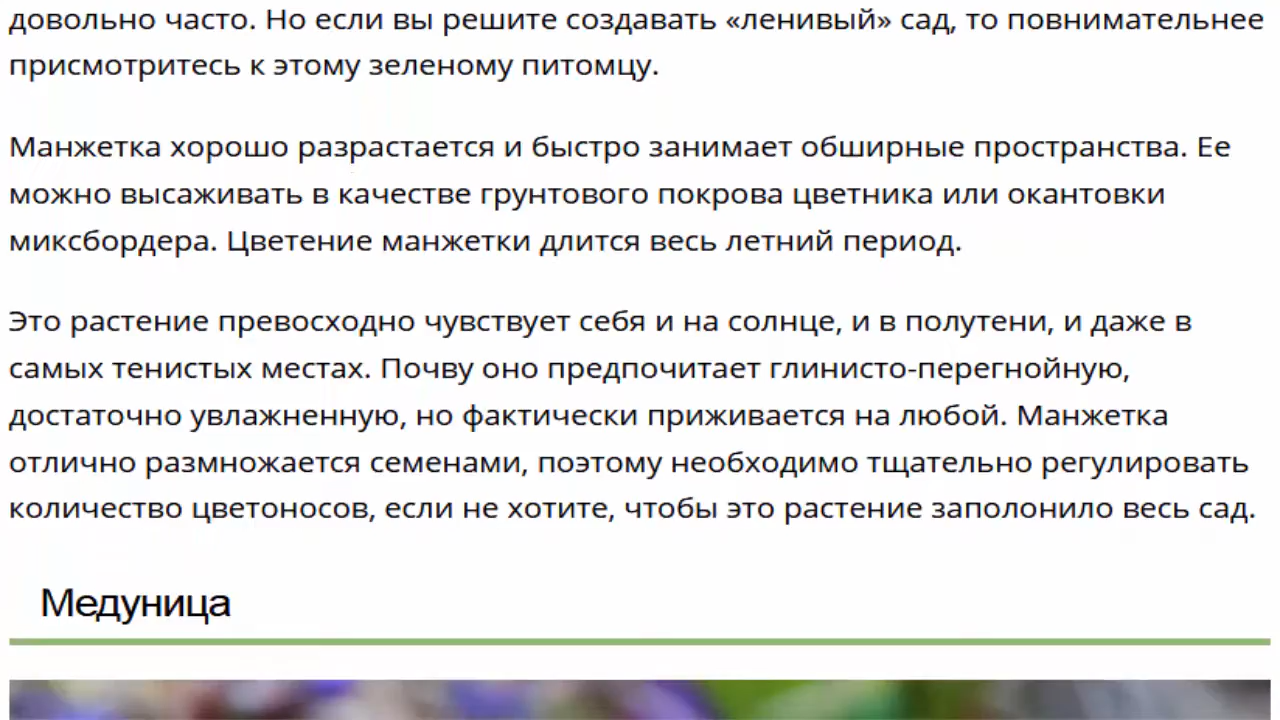 довольно часто. Но если вы решите создавать «ленивый» сад, то повнимательнее
присмотритесь к этому зеленому питомцу.
Манжетка хорошо разрастается и быстро занимает обширные пространства. Ее
можно высаживать в качестве грунтового покрова цветника или окантовки
миксбордера. Цветение манжетки длится весь летний период.
Это растение превосходно чувствует себя и на солнце, и в полутени, и даже в
самых тенистых местах. Почву оно предпочитает глинисто-перегнойную,
достаточно увлажненную, но фактически приживается на любой. Манжетка
отлично размножается семенами, поэтому необходимо тщательно регулировать
количество цветоносов, если не хотите, чтобы это растение заполонило весь сад.
Медуница